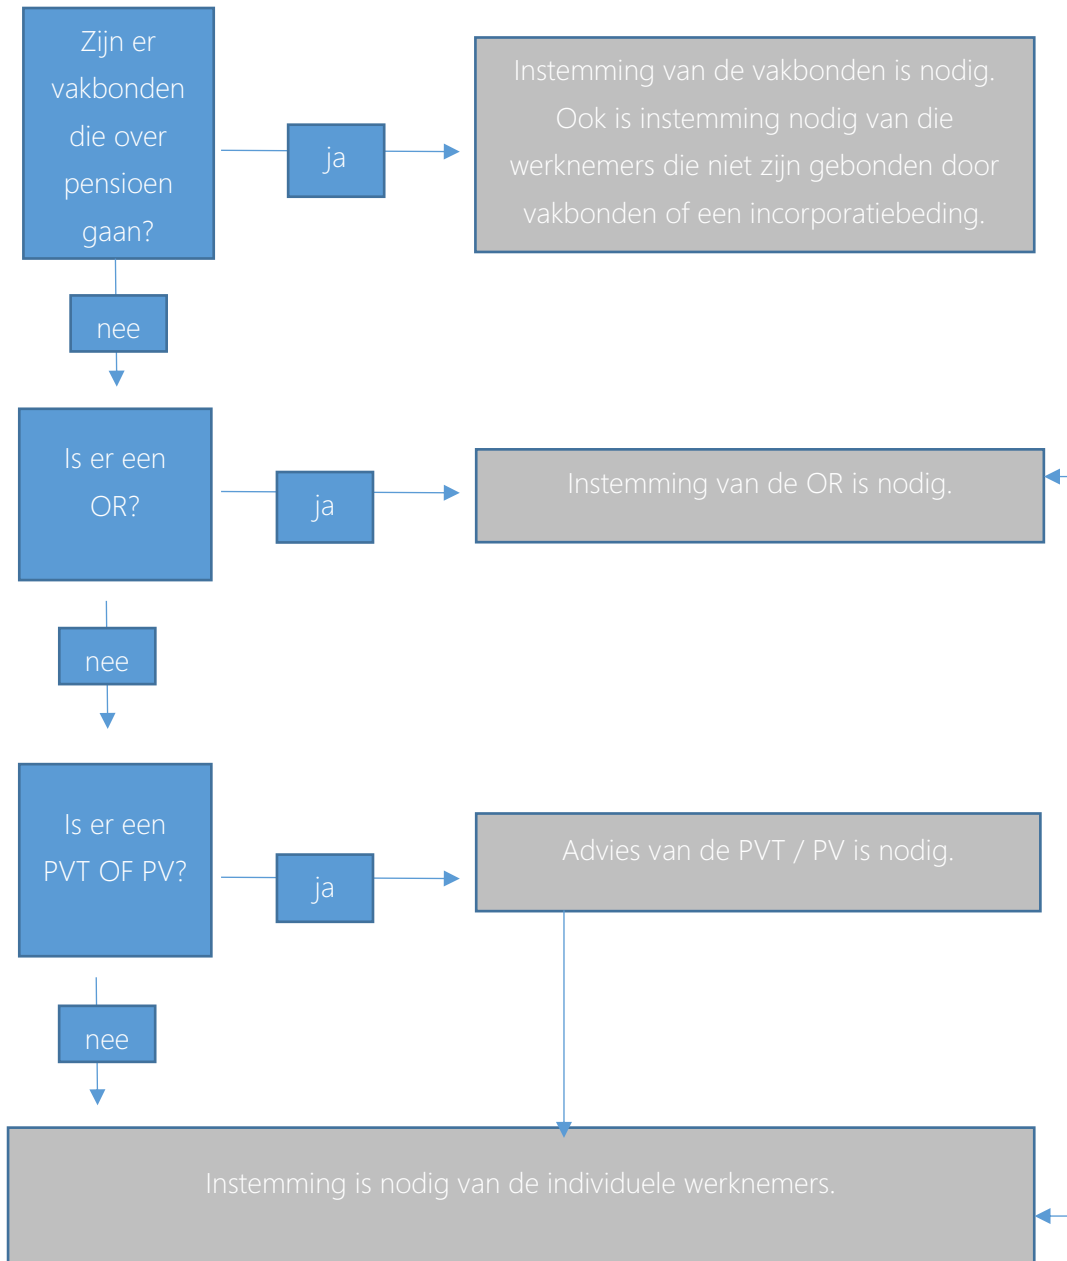 Zijn er
vakbonden
die over
pensioen
gaan?
ja
Instemming van de vakbonden is nodig.
Ook is instemming nodig van die
werknemers die niet zijn gebonden door
vakbonden of een incorporatiebeding.
nee
Is er een
OR?
ja
Instemming van de OR is nodig.
nee
Is er een
PVT OF PV?
ja
Advies van de PVT / PV is nodig.
nee
Instemming is nodig van de individuele werknemers.